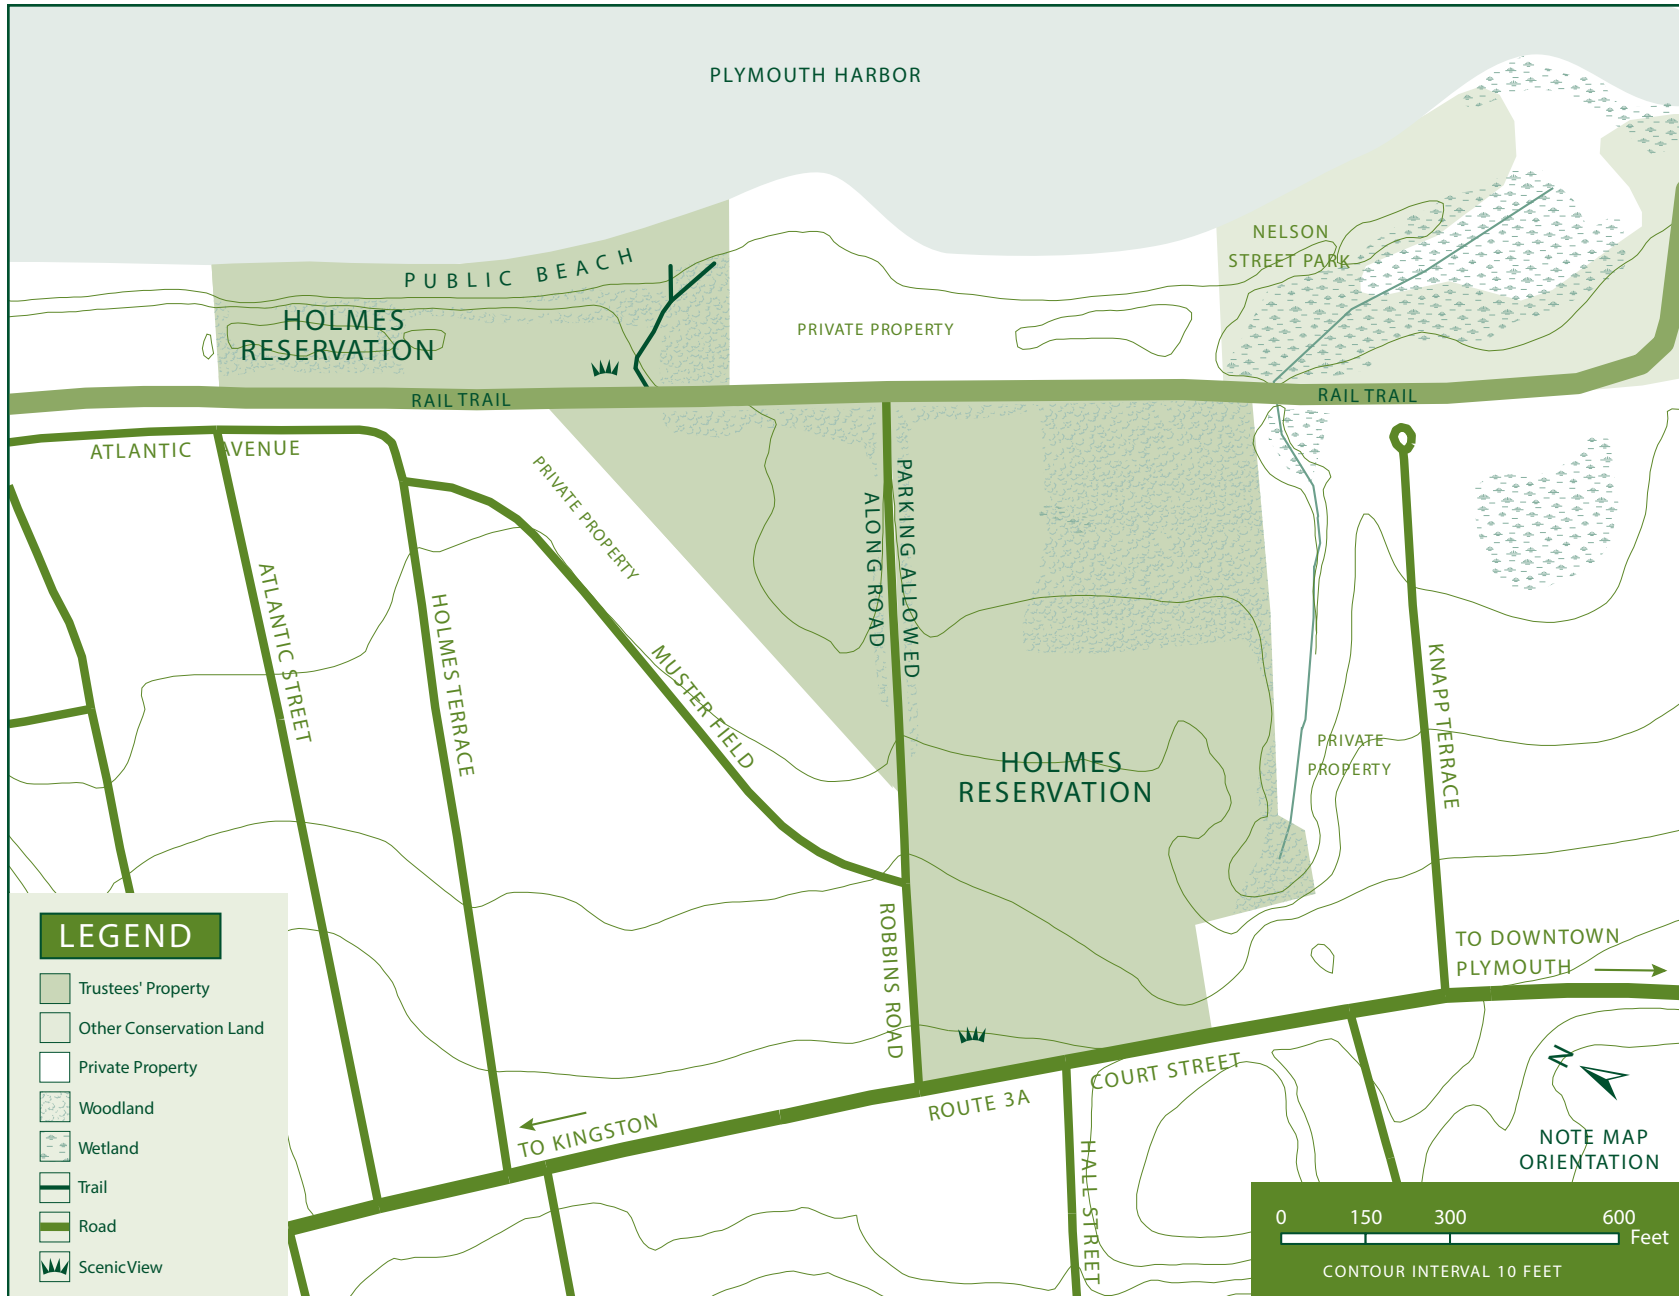 PLYMOUTH HARBOR
NELSON
STREET PARK
PUBLIC BEACH
HOLMES
RESERVATION
PRIVATE PROPERTY
RAIL TRAIL
RAIL TRAIL
ATLANTIC AVENUE
PRIVATE PROPERTY
PARKING ALLOWED
ALONG ROAD
ATLANTIC STREET
HOLMES TERRACE
MUSTER FIELD
KNAPP TERRACE
PRIVATE
PROPERTY
HOLMES
RESERVATION
ROBBINS ROAD
TO DOWNTOWN
PLYMOUTH
COURT STREET
ROUTE 3A
TO KINGSTON
HALL STREET
LEGEND
Trustees' Property
Other Conservation Land
Private Property
Woodland
Wetland
Trail
Road
Scenic View
N
NOTE MAP
ORIENTATION
0 150 300 600
Feet
CONTOUR INTERVAL 10 FEET